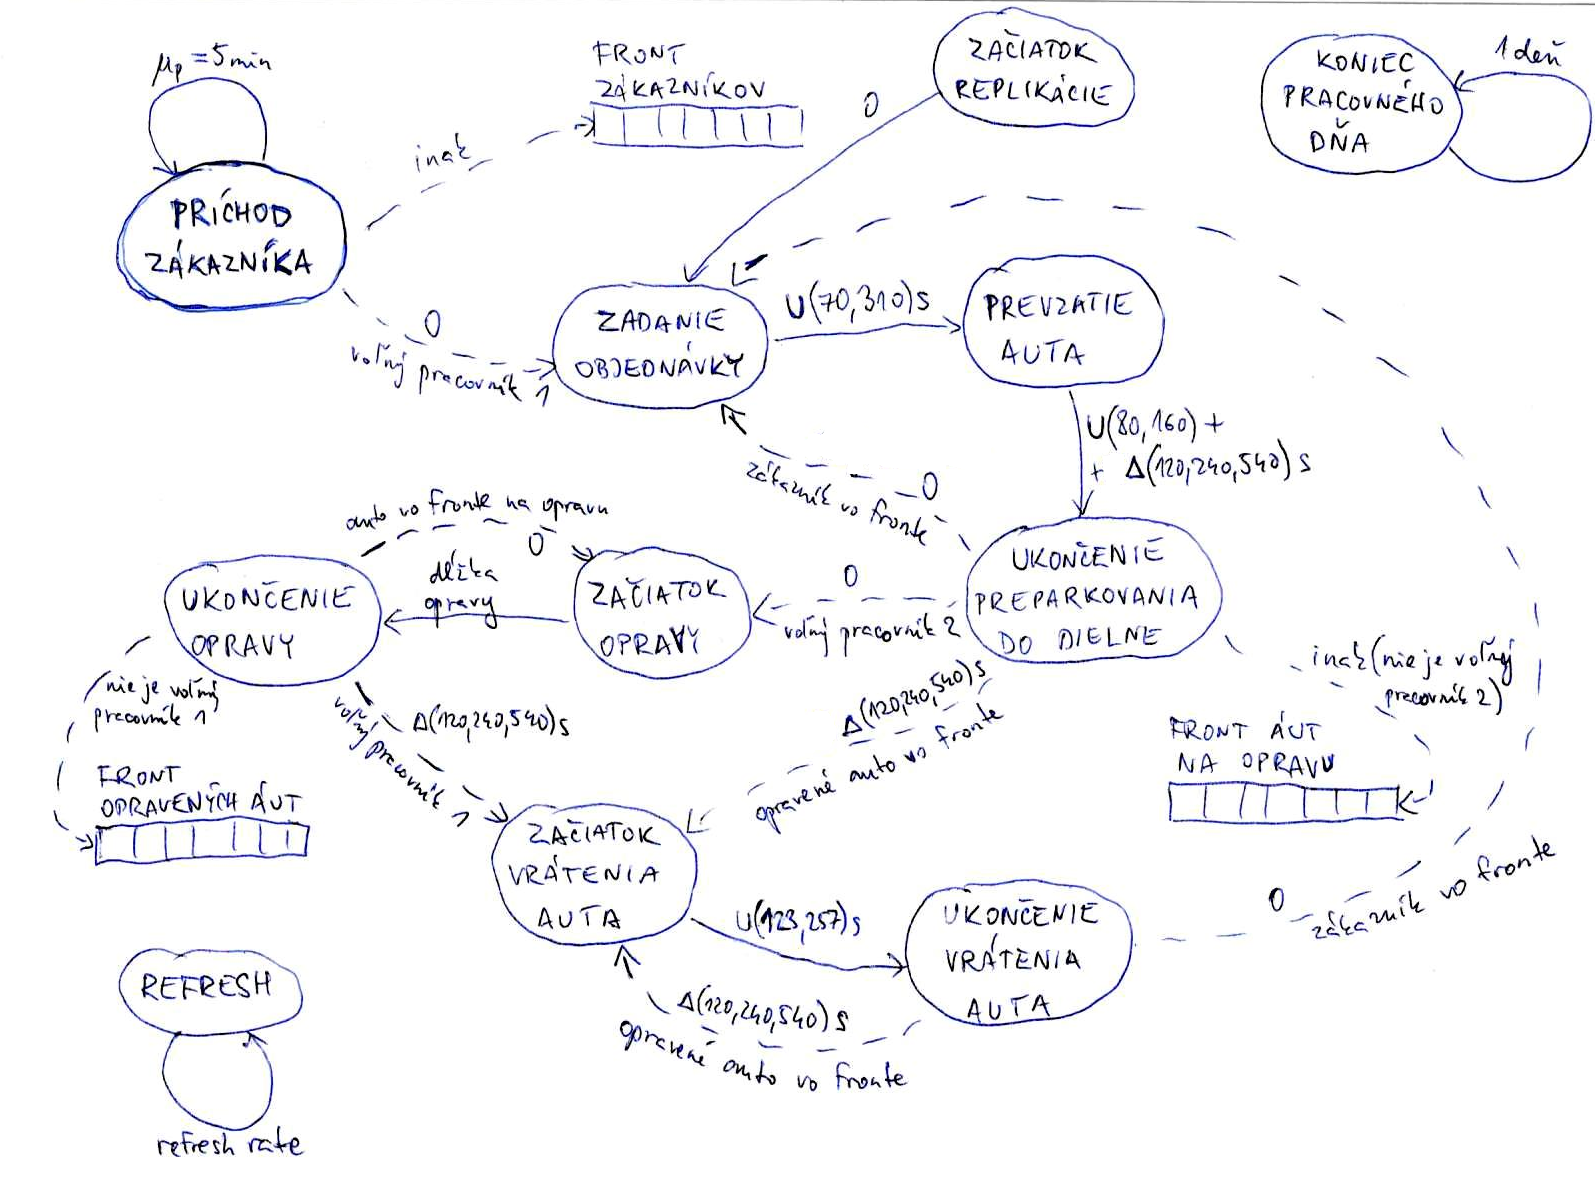 μp = 5 min
PRÍCHOD
ZÁKAZNÍKA
inak
FRONT
ZÁKAZNÍKOV
ZAČIATOK
REPLIKÁCIE
0
KONIEC
PRACOVNÉHO
DŇA
1 deň
0
voľný pracovník 1
ZADANIE
OBJEDNÁVKY
U(70,310)s
PREVZATIE
AUTA
U(80,160) +
+ Δ(120,240,540) s
0
zákazník vo fronte
auto vo fronte na opravu
0
UKONČENIE
OPRAVY
dĺžka
opravy
ZAČIATOK
OPRAVY
0
voľný pracovník 2
UKONČENIE
PREPARKOVANIA
DO DIELNE
inak (nie je voľný
pracovník 2)
FRONT ÁUT
NA OPRAVU
nie je voľný
pracovník 1
FRONT
OPRAVENÝCH ÁUT
Δ(120,240,540)s
voľný pracovník 1
Δ(120,240,540)s
opravené auto vo fronte
ZAČIATOK
VRÁTENIA
AUTA
U(123,257)s
UKONČENIE
VRÁTENIA
AUTA
0
zákazník vo fronte
Δ(120,240,540) s
opravené auto vo fronte
REFRESH
refresh rate